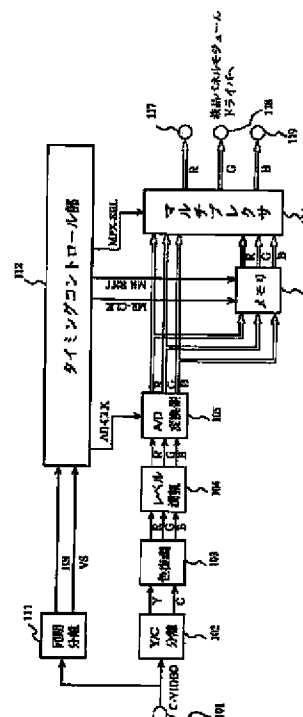 101
C-VIDEO
111
同期
分離
HS
VS
112
タイミングコントロール部
AD-CLK
MR-CLK
MPX-SEL
102
Y/C
分離
Y
C
103
色復調
R
G
B
104
レベル
調整
R
G
B
105
A/D
変換器
R
G
B
メモリ
R
G
B
マルチプレクサ
R
G
B
117
118
119
液晶パネルモジュール
ドライバーへ